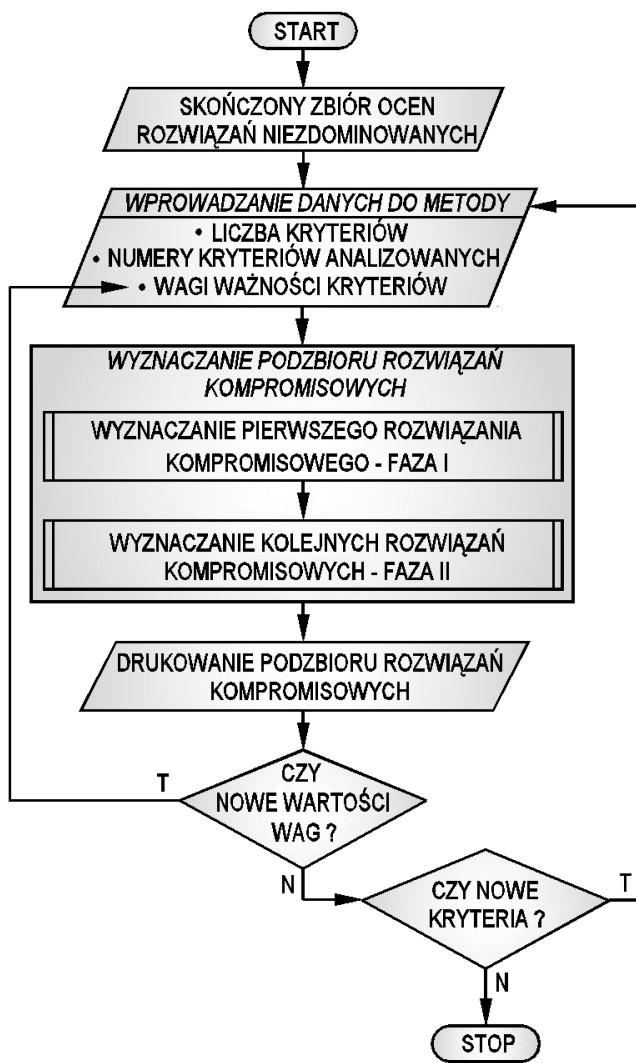 START
SKOŃCZONY ZBIÓR OCEN
ROZWIĄZAŃ NIEZDOMINOWANYCH
WPROWADZANIE DANYCH DO METODY
• LICZBA KRYTERIÓW
• NUMERY KRYTERIÓW ANALIZOWANYCH
• WAGI WAŻNOŚCI KRYTERIÓW
WYZNACZANIE PODZBIORU ROZWIĄZAŃ
KOMPROMISOWYCH
WYZNACZANIE PIERWSZEGO ROZWIĄZANIA
KOMPROMISOWEGO - FAZA I
WYZNACZANIE KOLEJNYCH ROZWIĄZAŃ
KOMPROMISOWYCH - FAZA II
DRUKOWANIE PODZBIORU ROZWIĄZAŃ
KOMPROMISOWYCH
T
CZY
NOWE WARTOŚCI
WAG ?
N
CZY NOWE
KRYTERIA ?
T
N
STOP